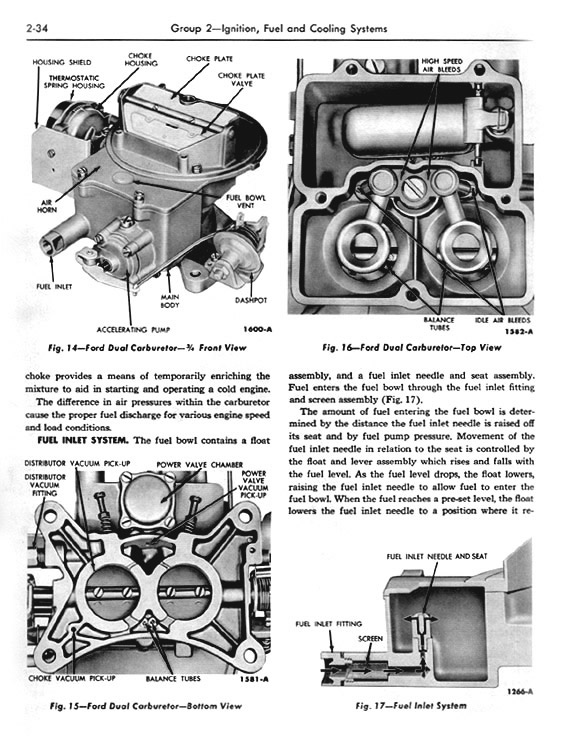 2-34
Group 2—Ignition, Fuel and Cooling Systems
HOUSING SHIELD
CHOKE
HOUSING
CHOKE PLATE
THERMOSTATIC
SPRING HOUSING
CHOKE PLATE
VALVE
AIR
HORN
FUEL BOWL
VENT
FUEL INLET
MAIN
BODY
DASHPOT
ACCELERATING PUMP
1600-A
Fig. 14—Ford Dual Carburetor—¾ Front View
choke provides a means of temporarily enriching the
mixture to aid in starting and operating a cold engine.
The difference in air pressures within the carburetor
cause the proper fuel discharge for various engine speed
and load conditions.
FUEL INLET SYSTEM. The fuel bowl contains a float
DISTRIBUTOR VACUUM PICK-UP
POWER VALVE CHAMBER
DISTRIBUTOR
VACUUM
FITTING
POWER
VALVE
VACUUM
PICK-UP
CHOKE VACUUM PICK-UP
BALANCE TUBES
1581-A
Fig. 15—Ford Dual Carburetor—Bottom View
HIGH SPEED
AIR BLEEDS
BALANCE
TUBES
IDLE AIR BLEEDS
1582-A
Fig. 16—Ford Dual Carburetor—Top View
assembly, and a fuel inlet needle and seat assembly.
Fuel enters the fuel bowl through the fuel inlet fitting
and screen assembly (Fig. 17).
The amount of fuel entering the fuel bowl is deter-
mined by the distance the fuel inlet needle is raised off
its seat and by fuel pump pressure. Movement of the
fuel inlet needle in relation to the seat is controlled by
the float and lever assembly which rises and falls with
the fuel level. As the fuel level drops, the float lowers,
raising the fuel inlet needle to allow fuel to enter the
fuel bowl. When the fuel reaches a pre-set level, the float
lowers the fuel inlet needle to a position where it re-
FUEL INLET NEEDLE AND SEAT
FUEL INLET FITTING
SCREEN
1266-A
Fig. 17—Fuel Inlet System